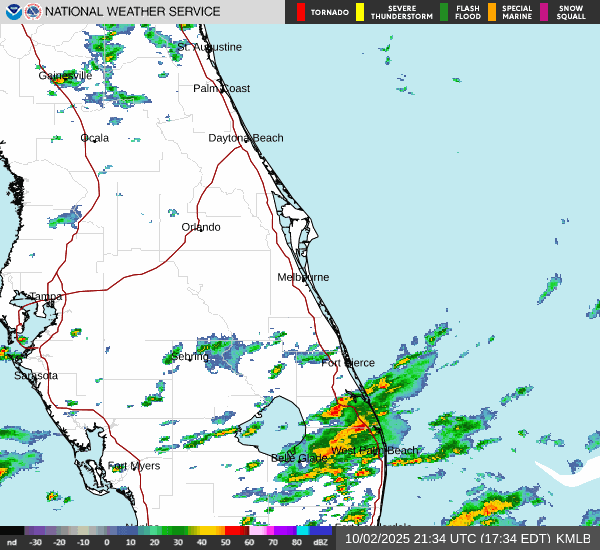 NATIONAL WEATHER SERVICE
TORNADO
SEVERE THUNDERSTORM
FLASH FLOOD
SPECIAL MARINE
SNOW SQUALL
St. Augustine
Gainesville
Palm Coast
Ocala
Daytona Beach
Orlando
Melbourne
Tampa
Sebring
Fort Pierce
Sarasota
West Palm Beach
Belle Glade
Fort Myers
nd -30 -20 -10 0 10 20 30 40 50 60 70 80 dBZ
10/02/2025 21:34 UTC (17:34 EDT) KMLB